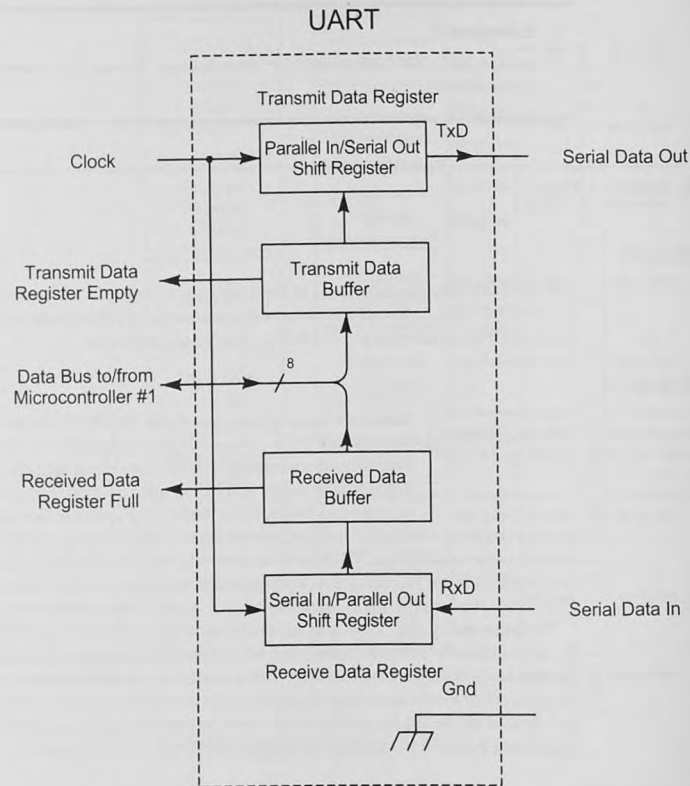 UART
Transmit Data Register
Clock
Parallel In/Serial Out
Shift Register
TxD
Serial Data Out
Transmit Data
Register Empty
Transmit Data
Buffer
8
Data Bus to/from
Microcontroller #1
Received Data
Register Full
Received Data
Buffer
Serial In/Parallel Out
Shift Register
RxD
Serial Data In
Receive Data Register
Gnd